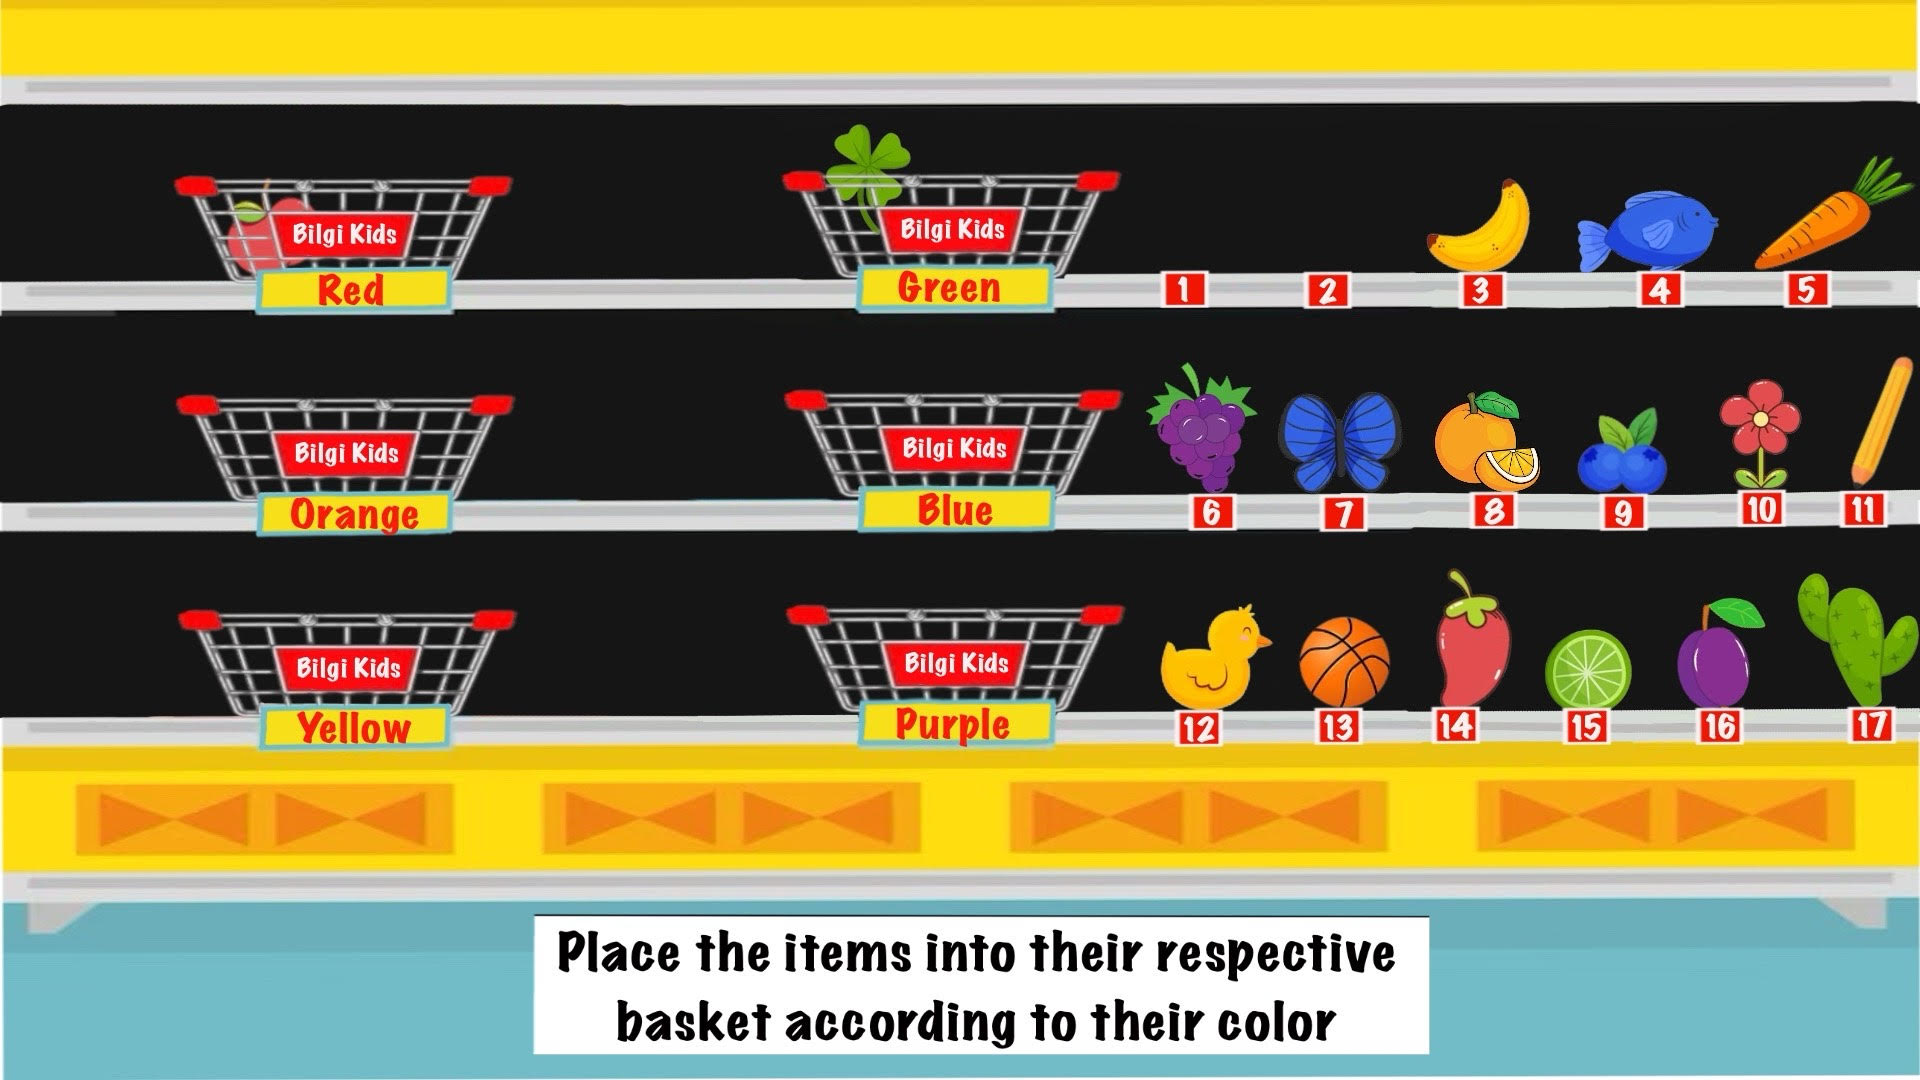 Bilgi Kids
Red
Bilgi Kids
Green
1 2 3 4 5
Bilgi Kids
Orange
Bilgi Kids
Blue
6 7 8 9 10 11
Bilgi Kids
Yellow
Bilgi Kids
Purple
12 13 14 15 16 17
Place the items into their respective
basket according to their color